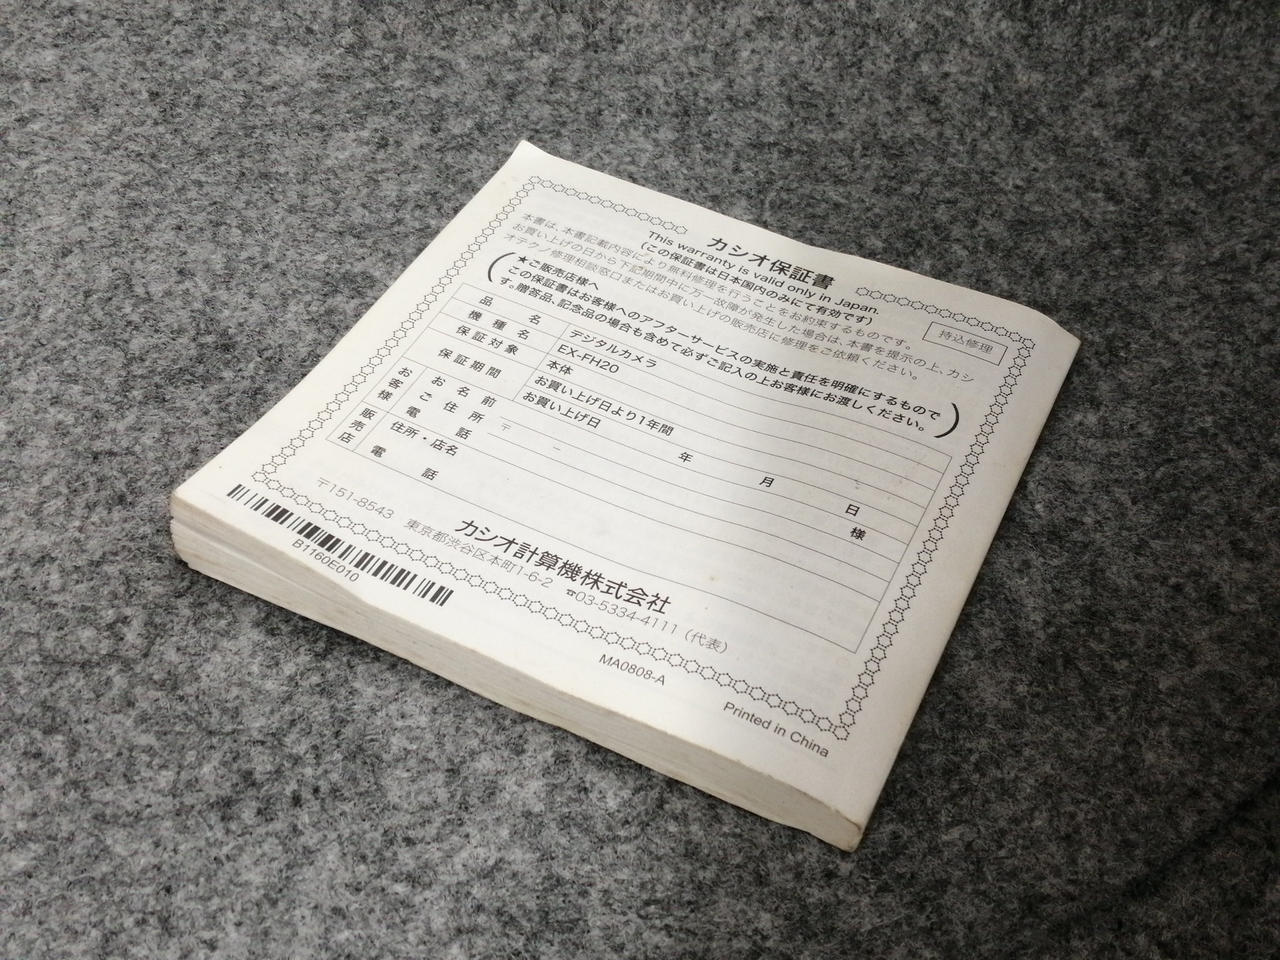 カシオ保証書
This warranty is valid only in Japan.
(この保証書は日本国内のみにて有効です)
持込修理
本書は、本書記載内容により無料修理を行うことをお約束するものです。
お買い上げの日から下記期間中に万一故障が発生した場合は、本書を提示の上、カシ
オテクノ修理相談窓口またはお買い上げの販売店に修理をご依頼ください。
★ご販売店様へ
この保証書はお客様へのアフターサービスの実施と責任を明確にするもので
す。贈答品、記念品の場合も含めて必ずご記入の上お客様にお渡しください。
品名 デジタルカメラ
機種名 EX-FH20
保証対象 本体
保証期間 お買い上げ日より1年間
お買い上げ日 年 月 日
お客様 お名前 様
ご住所 〒 −
電話
販売店 住所・店名
電話
カシオ計算機株式会社
〒151-8543 東京都渋谷区本町1-6-2 ☎03-5334-4111（代表）
B1160E010
MA0808-A
Printed in China